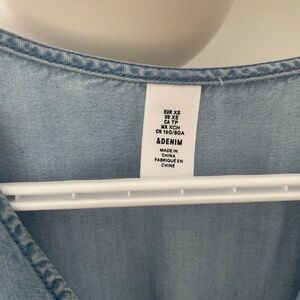 EUR XS
US XS
CA TP
MX XCH
CN 160/80A
&DENIM
MADE IN
CHINA
FABRIQUÉ EN
CHINE